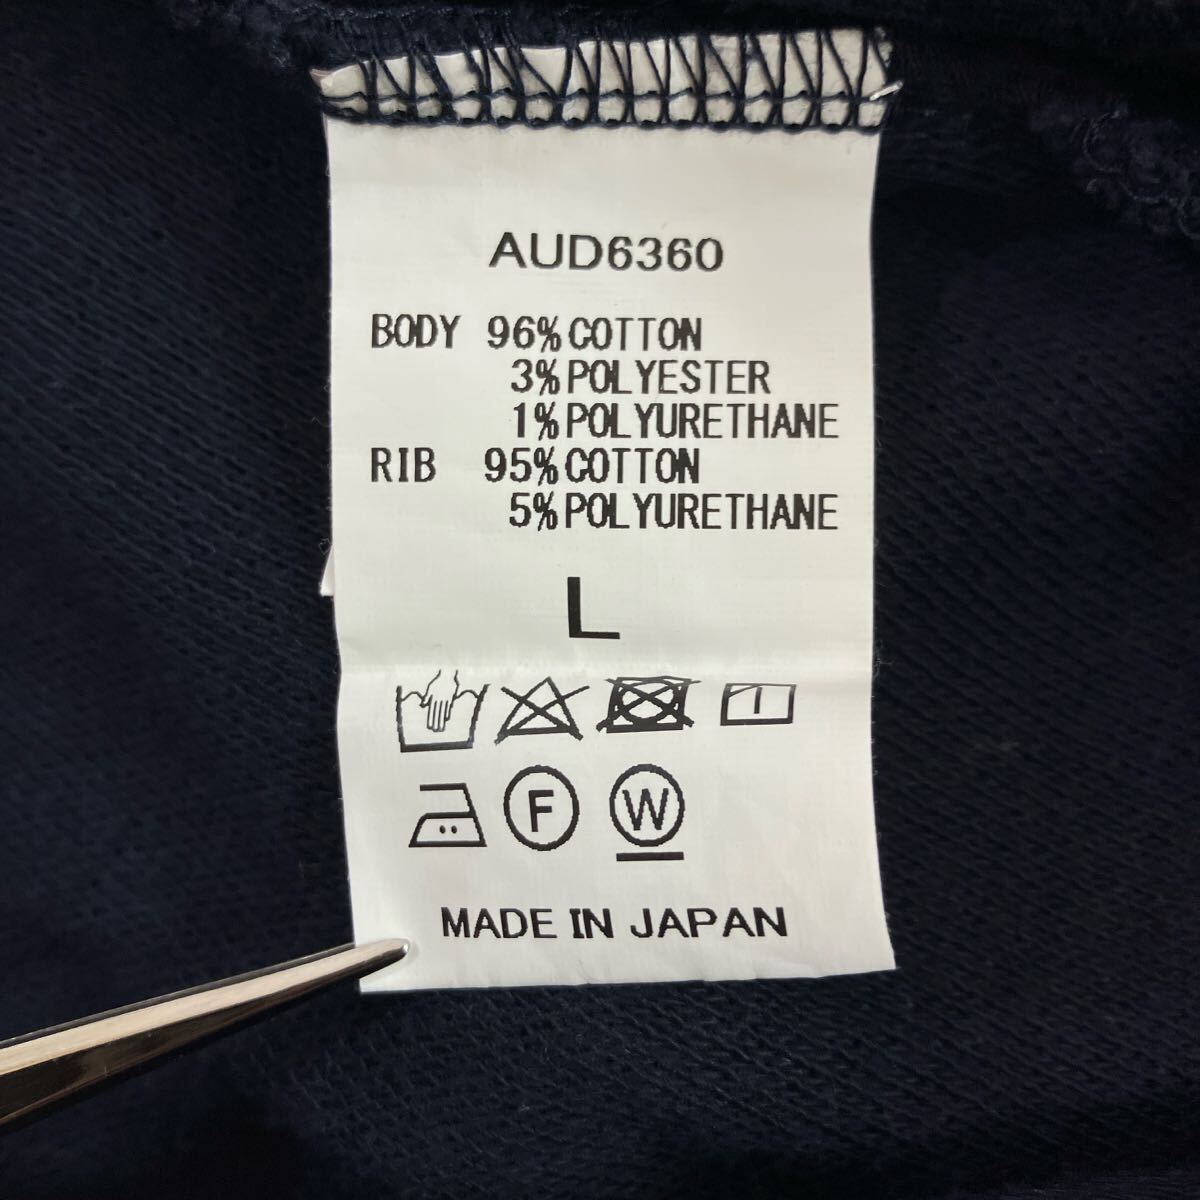 AUD6360
BODY 96% COTTON
3% POLYESTER
1% POLYURETHANE
RIB 95% COTTON
5% POLYURETHANE
L
F W
MADE IN JAPAN